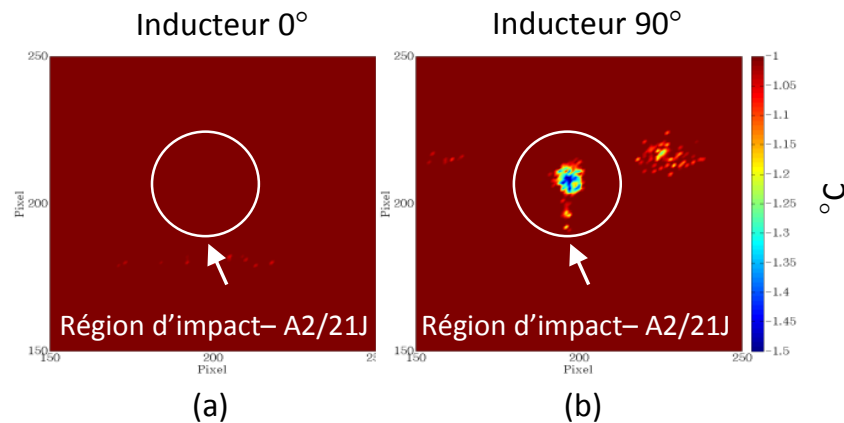 Inducteur 0° Inducteur 90°
250 250 1
Pixel 200 Pixel 200
−1.05
−1.1
−1.15
−1.2
−1.25
−1.3
−1.35
−1.4
−1.45
−1.5
°C
Région d’impact– A2/21J Région d’impact– A2/21J
150 150
150 200 25 150 200 250
Pixel Pixel
(a) (b)